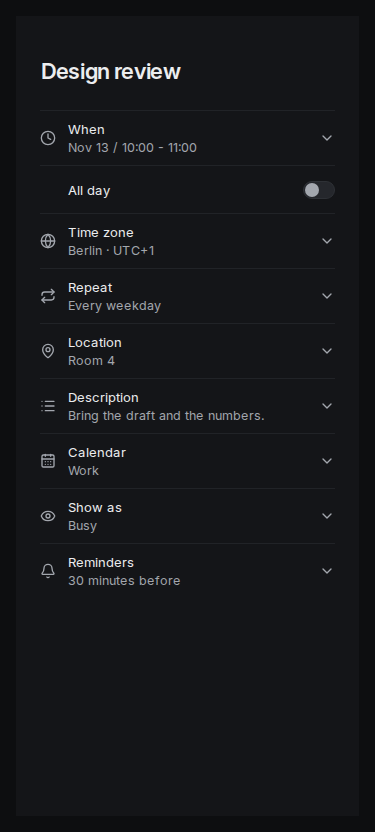 Design review
When
Nov 13 / 10:00 - 11:00
All day
Time zone
Berlin · UTC+1
Repeat
Every weekday
Location
Room 4
Description
Bring the draft and the numbers.
Calendar
Work
Show as
Busy
Reminders
30 minutes before